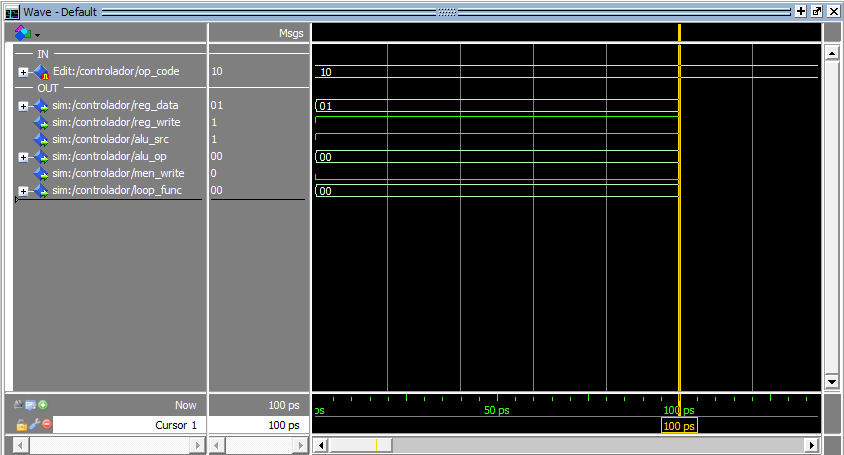 Wave - Default
Msgs
IN
Edit:/controlador/op_code 10 10
OUT
sim:/controlador/reg_data 01 01
sim:/controlador/reg_write 1
sim:/controlador/alu_src 1
sim:/controlador/alu_op 00 00
sim:/controlador/men_write 0
sim:/controlador/loop_func 00 00
Now 100 ps ps 50 ps 100 ps
Cursor 1 100 ps 100 ps